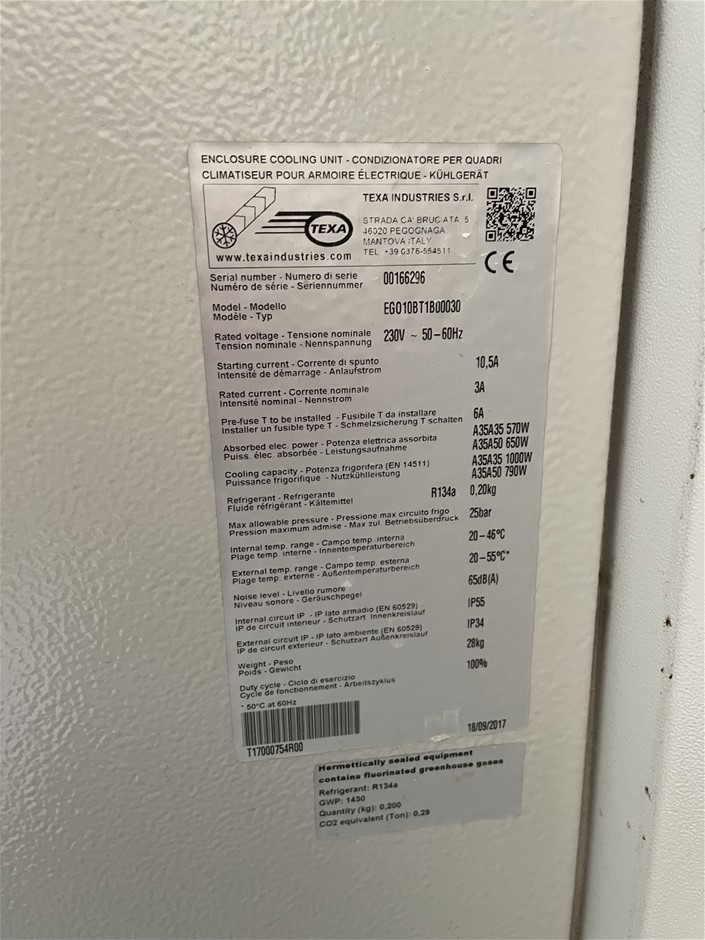 ENCLOSURE COOLING UNIT - CONDIZIONATORE PER QUADRI
CLIMATISEUR POUR ARMOIRE ÉLECTRIQUE - KÜHLGERÄT
TEXA
www.texaindustries.com
TEXA INDUSTRIES S.r.l.
STRADA CA' BRUCIATA 5
46020 PEGOGNAGA
MANTOVA ITALY
TEL +39 0376-554511
CE
Serial number - Numero di serie 00166296
Numéro de série - Seriennummer
Model - Modello EGO10BT1B00030
Modèle - Typ
Rated voltage - Tensione nominale 230V ~ 50-60Hz
Tension nominale - Nennspannung
Starting current - Corrente di spunto 10,5A
Intensité de démarrage - Anlaufstrom
Rated current - Corrente nominale 3A
Intensité nominal - Nennstrom
Pre-fuse T to be installed - Fusibile T da installare 6A
Installer un fusible type T - Schmelzsicherung T schalten
Absorbed elec. power - Potenza elettrica assorbita A35A35 570W
Puiss. élec. absorbée - Leistungsaufnahme A35A50 650W
Cooling capacity - Potenza frigorifera (EN 14511) A35A35 1000W
Puissance frigorifique - Nutzkühlleistung A35A50 790W
Refrigerant - Refrigerante R134a 0,20kg
Fluide réfrigérant - Kältemittel
Max allowable pressure - Pressione max circuito frigo 25bar
Pression maximum admise - Max zul. Betriebsüberdruck
Internal temp. range - Campo temp. interna 20-46°C
Plage temp. interne - Innentemperaturbereich
External temp. range - Campo temp. esterna 20-55°C*
Plage temp. externe - Außentemperaturbereich
Noise level - Livello rumore 65dB(A)
Niveau sonore - Geräuschpegel
Internal circuit IP - IP lato armadio (EN 60529) IP55
IP de circuit interieur - Schutzart Innenkreislauf
External circuit IP - IP lato ambiente (EN 60529) IP34
IP de circuit exterieur - Schutzart Außenkreislauf
Weight - Peso 28kg
Poids - Gewicht
Duty cycle - Ciclo di esercizio 100%
Cycle de fonctionnement - Arbeitszyklus
* 50°C at 60Hz
T17000754R00
18/09/2017
Hermettically sealed equipment
contains fluorinated greenhouse gases
Refrigerant: R134a
GWP: 1430
Quantity (kg): 0,200
CO2 equivalent (Ton): 0,29